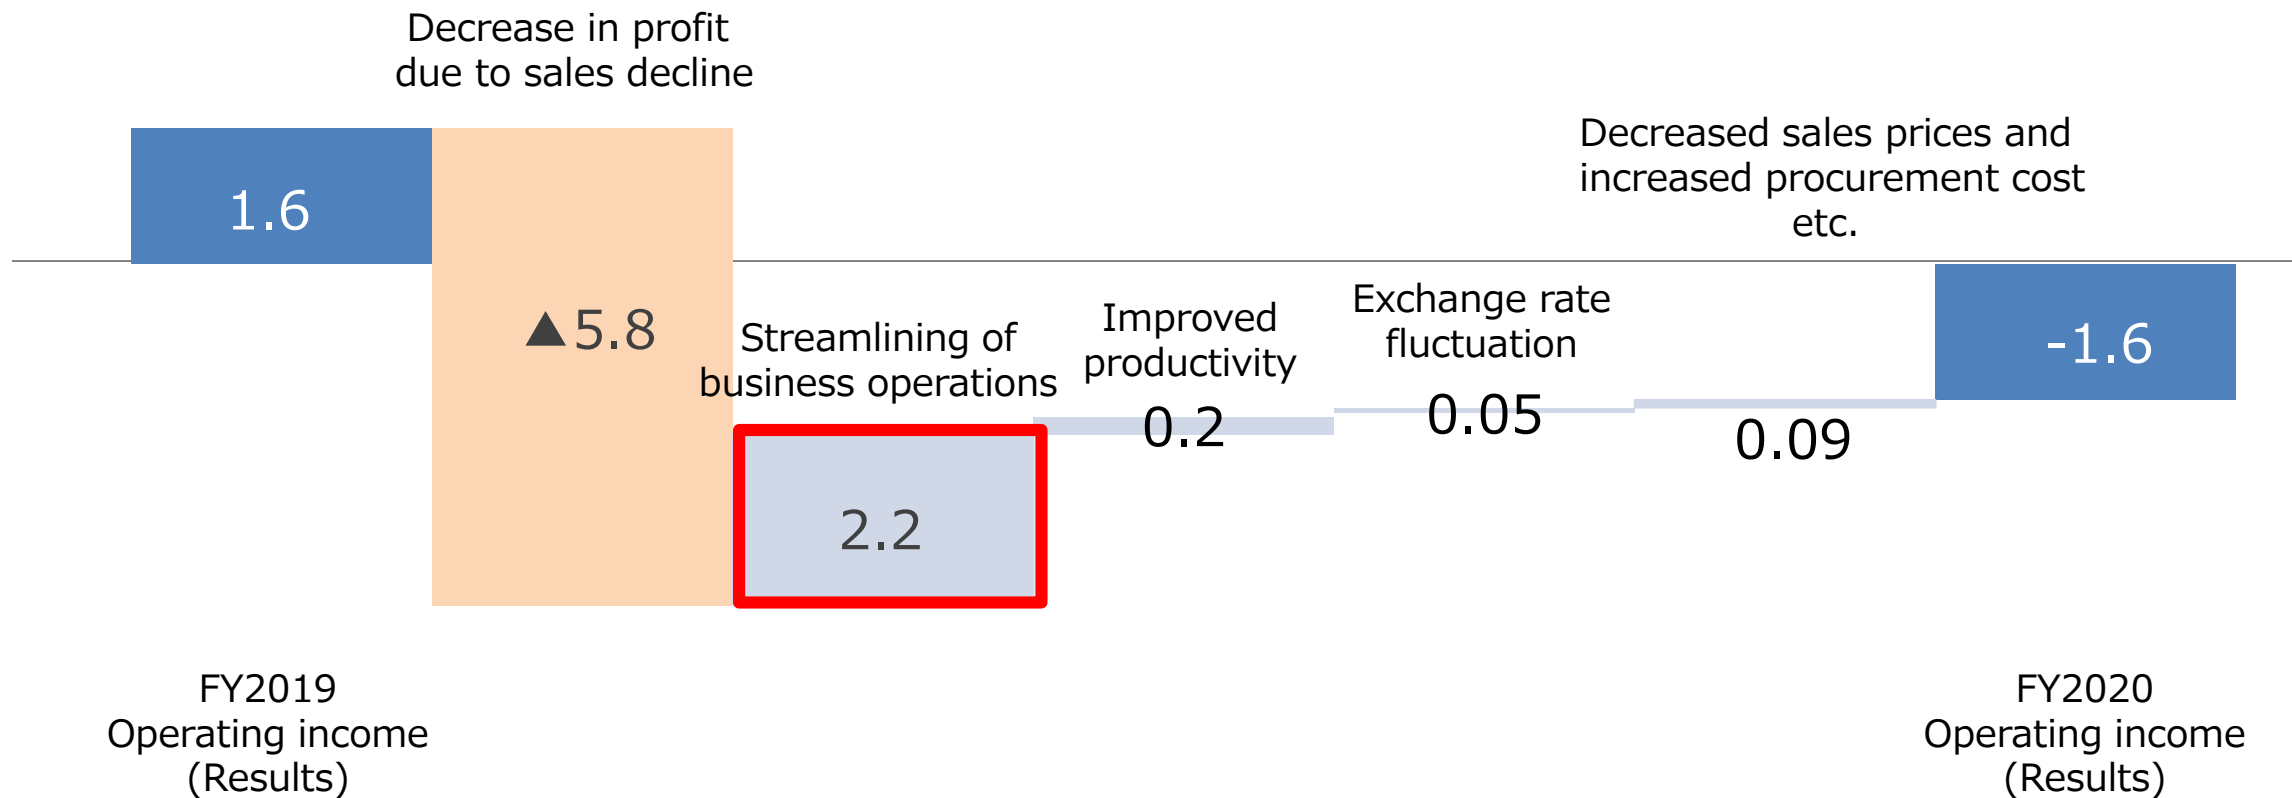 Decrease in profit
due to sales decline
1.6
▲5.8
Streamlining of
business operations
2.2
Improved
productivity
0.2
Exchange rate
fluctuation
0.05
Decreased sales prices and
increased procurement cost
etc.
0.09
-1.6
FY2019
Operating income
(Results)
FY2020
Operating income
(Results)